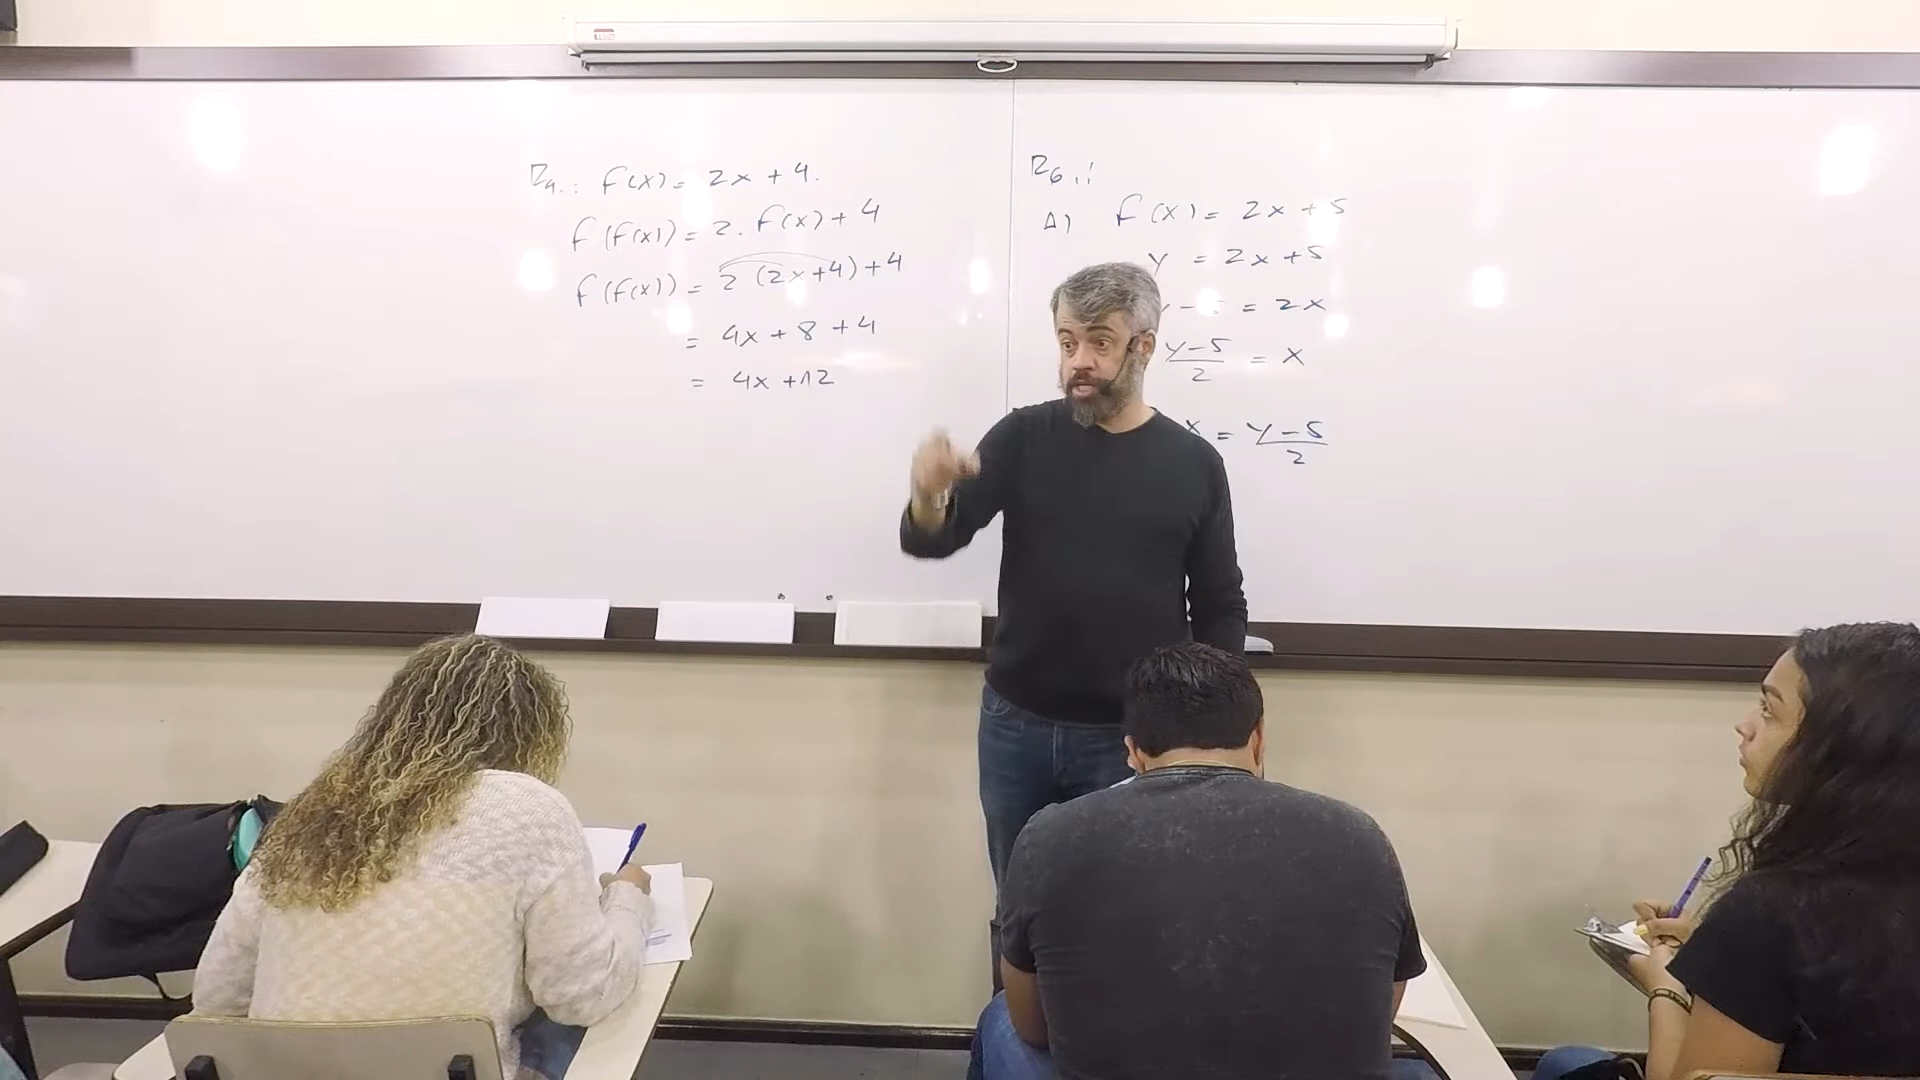 R4.: f(x) = 2x + 4.
f(f(x)) = 2 . f(x) + 4
f(f(x)) = 2 (2x+4) + 4
= 4x + 8 + 4
= 4x + 12
R6.:
A) f(x) = 2x + 5
y = 2x + 5
= 2x
y-5/2 = x
x = y-5/2